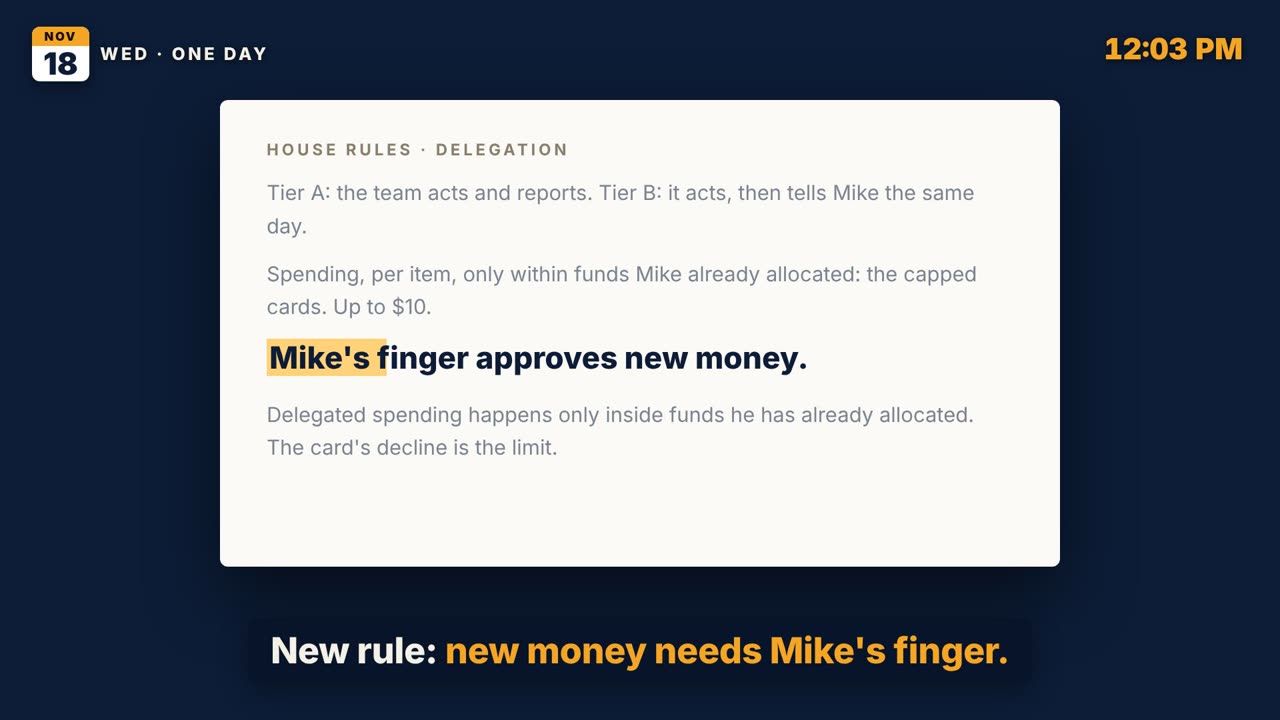 NOV
18
WED · ONE DAY
12:03 PM
HOUSE RULES · DELEGATION
Tier A: the team acts and reports. Tier B: it acts, then tells Mike the same
day.
Spending, per item, only within funds Mike already allocated: the capped
cards. Up to $10.
Mike's finger approves new money.
Delegated spending happens only inside funds he has already allocated.
The card's decline is the limit.
New rule: new money needs Mike's finger.